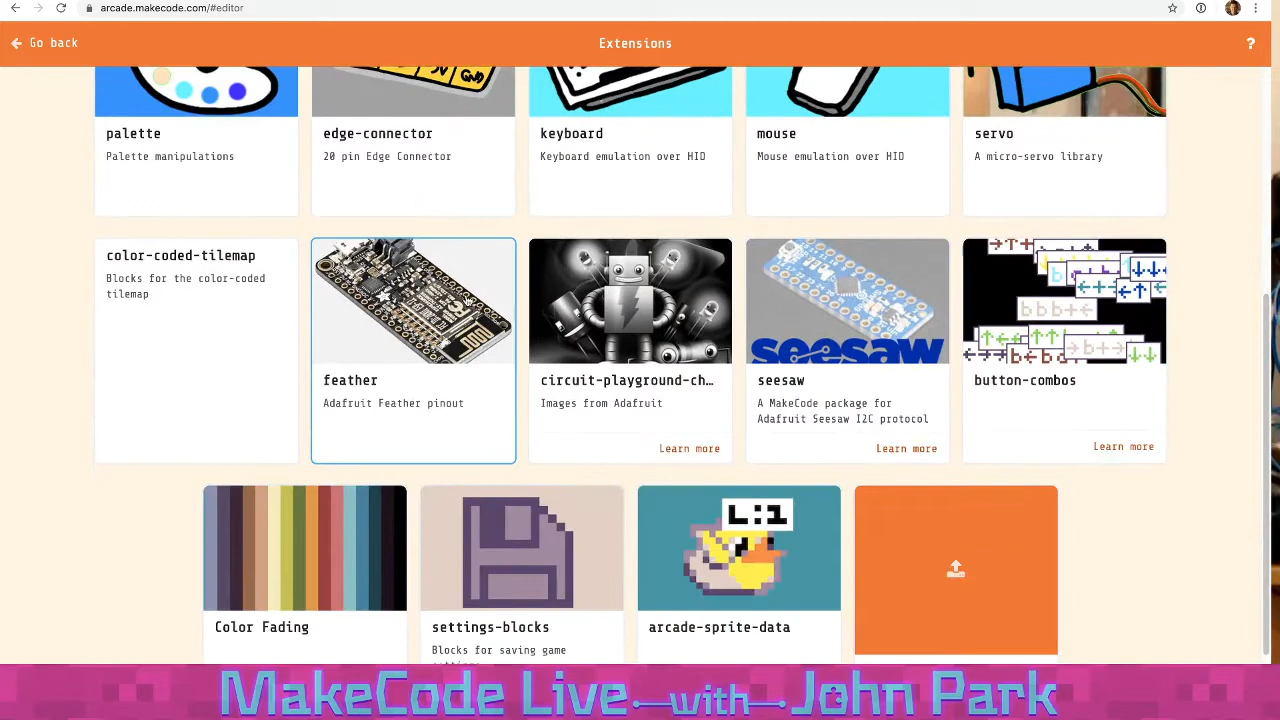 arcade.makecode.com/#editor
Go back
Extensions
?
palette
edge-connector
keyboard
mouse
servo
Palette manipulations
20 pin Edge Connector
Keyboard emulation over HID
Mouse emulation over HID
A micro-servo library
color-coded-tilemap
Blocks for the color-coded
tilemap
feather
Adafruit Feather pinout
circuit-playground-ch…
Images from Adafruit
Learn more
SEESAW
seesaw
A MakeCode package for
Adafruit Seesaw I2C protocol
Learn more
button-combos
Learn more
Color Fading
settings-blocks
Blocks for saving game
L:1
arcade-sprite-data
MakeCode Live with John Park